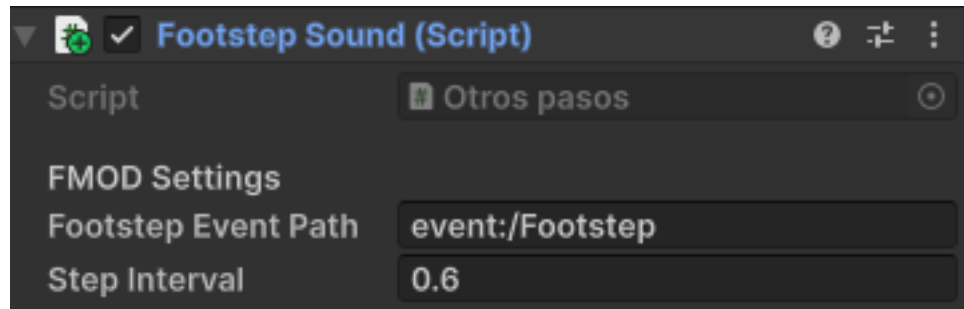 Footstep Sound (Script)
Script Otros pasos
FMOD Settings
Footstep Event Path event:/Footstep
Step Interval 0.6